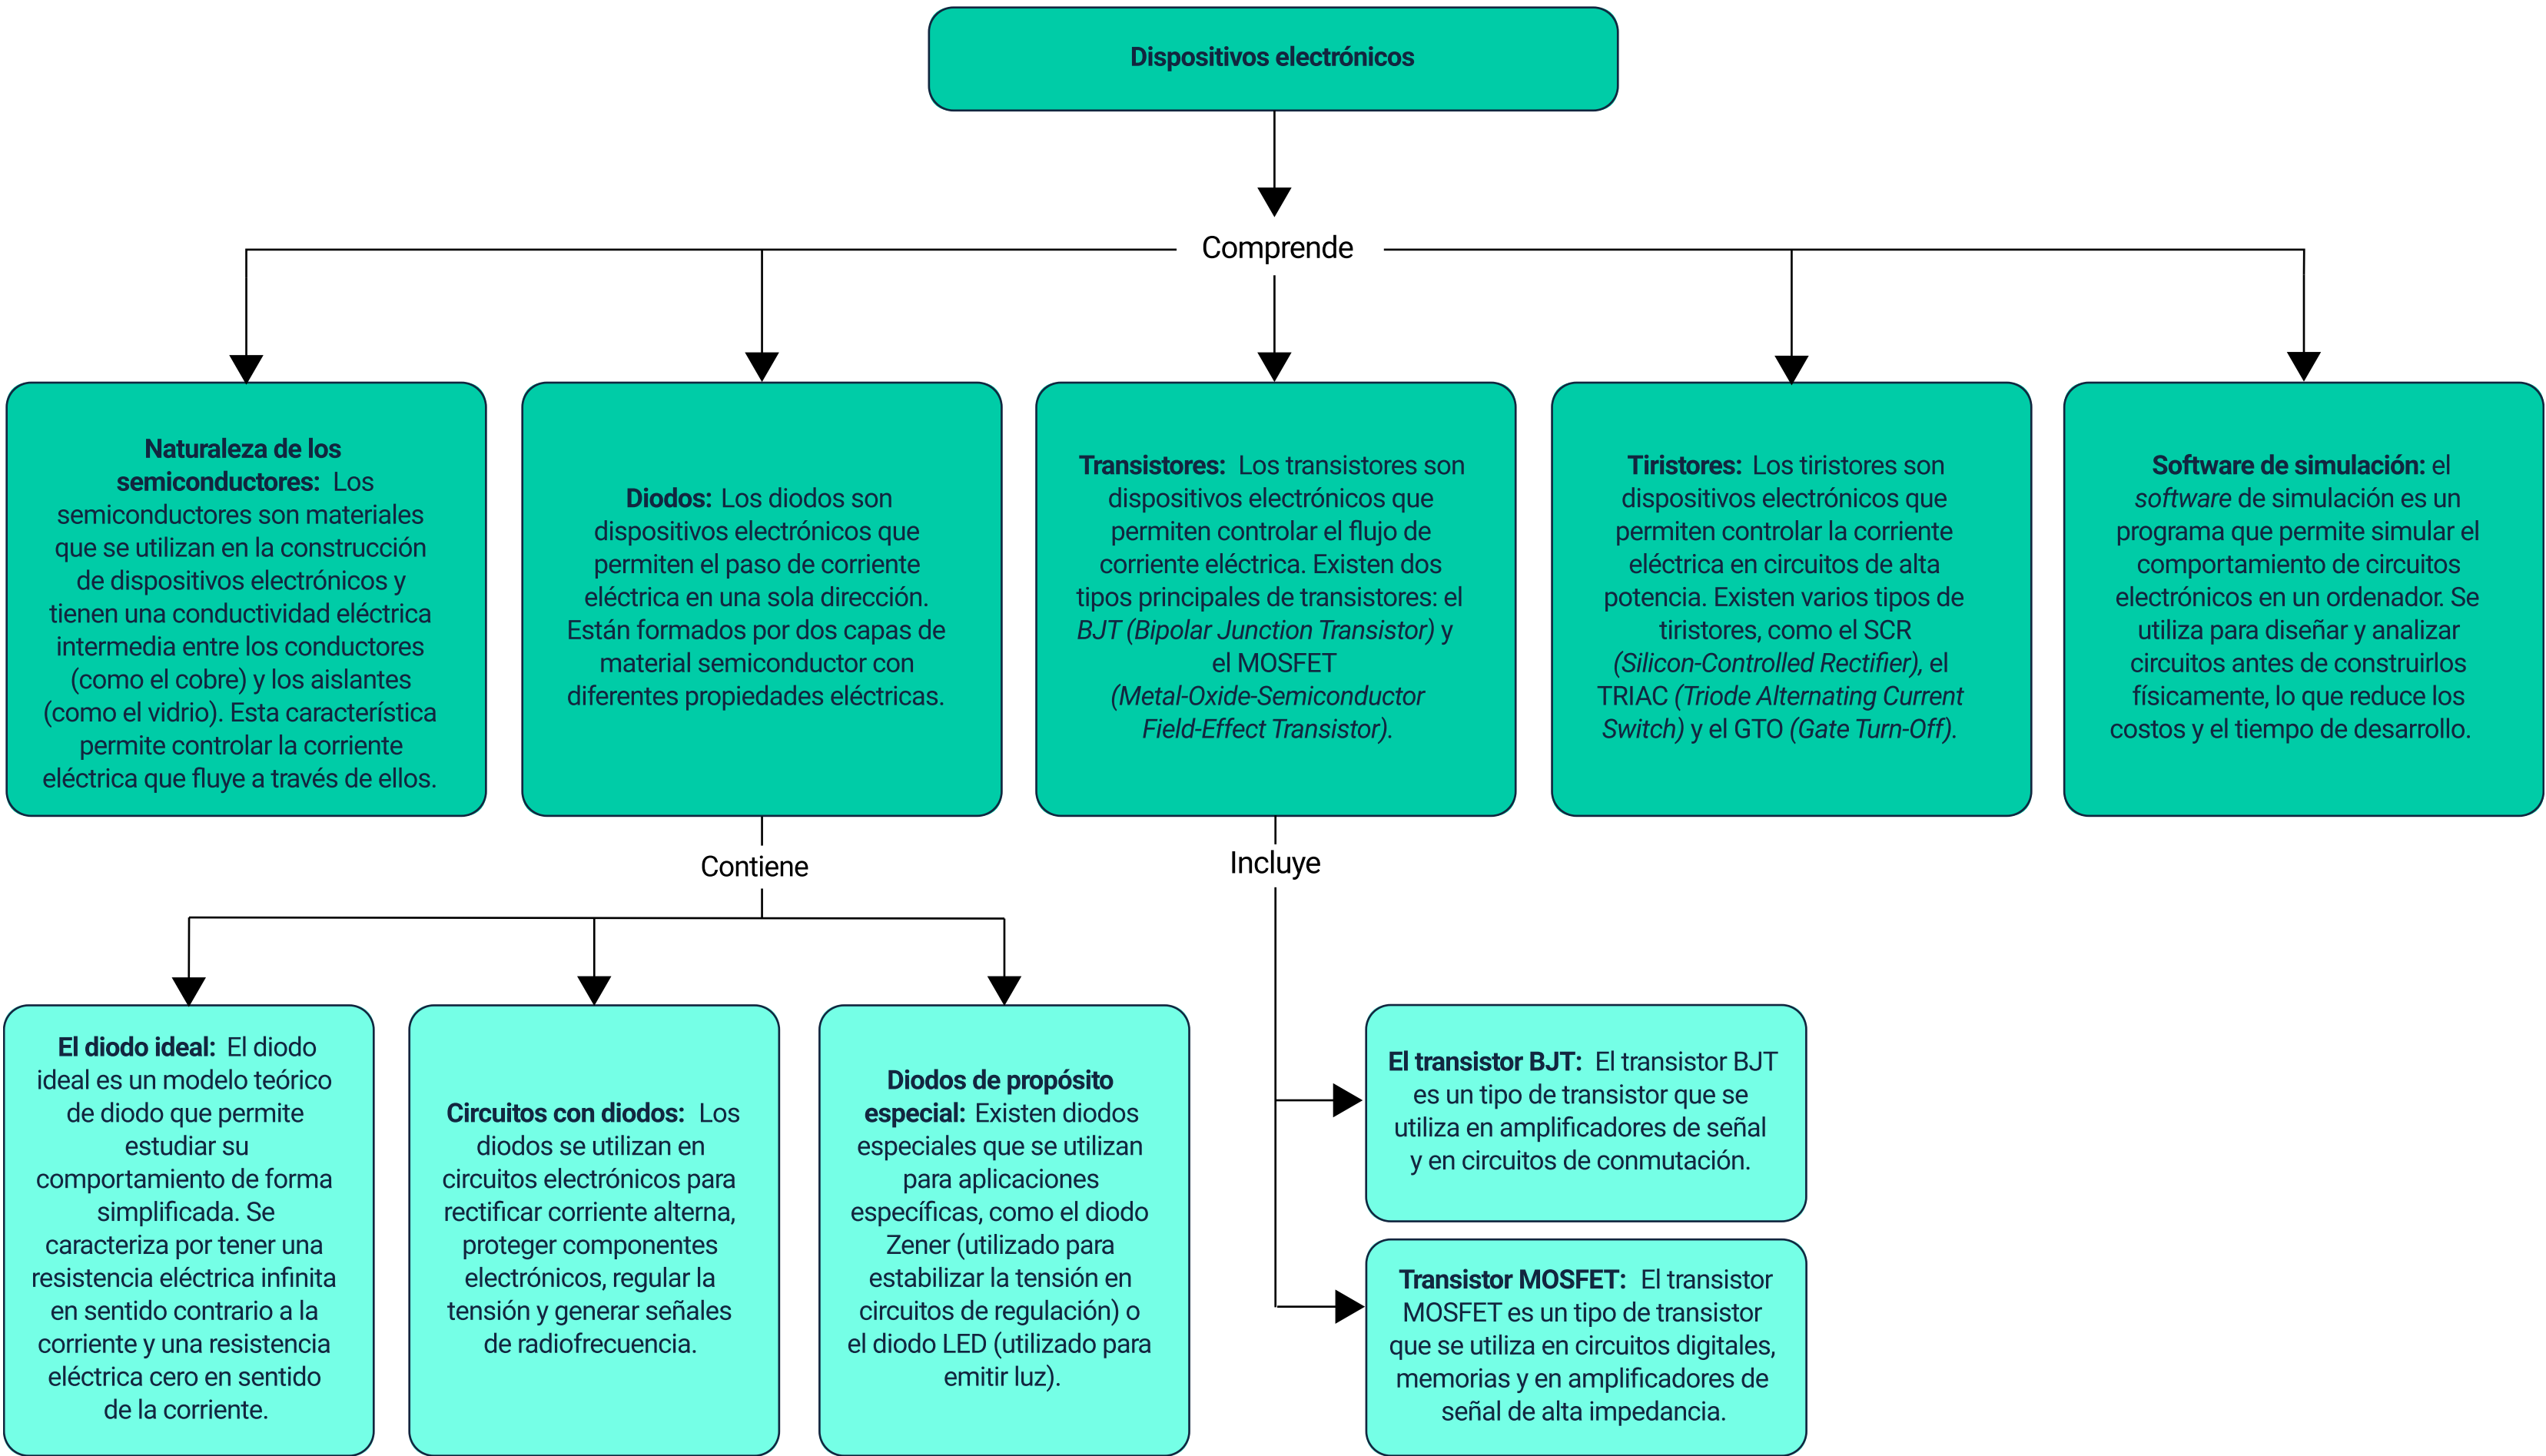 Dispositivos electrónicos
Comprende
Naturaleza de los
semiconductores: Los
semiconductores son materiales
que se utilizan en la construcción
de dispositivos electrónicos y
tienen una conductividad eléctrica
intermedia entre los conductores
(como el cobre) y los aislantes
(como el vidrio). Esta característica
permite controlar la corriente
eléctrica que fluye a través de ellos.
Diodos: Los diodos son
dispositivos electrónicos que
permiten el paso de corriente
eléctrica en una sola dirección.
Están formados por dos capas de
material semiconductor con
diferentes propiedades eléctricas.
Transistores: Los transistores son
dispositivos electrónicos que
permiten controlar el flujo de
corriente eléctrica. Existen dos
tipos principales de transistores: el
BJT (Bipolar Junction Transistor) y
el MOSFET
(Metal-Oxide-Semiconductor
Field-Effect Transistor).
Tiristores: Los tiristores son
dispositivos electrónicos que
permiten controlar la corriente
eléctrica en circuitos de alta
potencia. Existen varios tipos de
tiristores, como el SCR
(Silicon-Controlled Rectifier), el
TRIAC (Triode Alternating Current
Switch) y el GTO (Gate Turn-Off).
Software de simulación: el
software de simulación es un
programa que permite simular el
comportamiento de circuitos
electrónicos en un ordenador. Se
utiliza para diseñar y analizar
circuitos antes de construirlos
físicamente, lo que reduce los
costos y el tiempo de desarrollo.
Contiene
Incluye
El diodo ideal: El diodo
ideal es un modelo teórico
de diodo que permite
estudiar su
comportamiento de forma
simplificada. Se
caracteriza por tener una
resistencia eléctrica infinita
en sentido contrario a la
corriente y una resistencia
eléctrica cero en sentido
de la corriente.
Circuitos con diodos: Los
diodos se utilizan en
circuitos electrónicos para
rectificar corriente alterna,
proteger componentes
electrónicos, regular la
tensión y generar señales
de radiofrecuencia.
Diodos de propósito
especial: Existen diodos
especiales que se utilizan
para aplicaciones
específicas, como el diodo
Zener (utilizado para
estabilizar la tensión en
circuitos de regulación) o
el diodo LED (utilizado para
emitir luz).
El transistor BJT: El transistor BJT
es un tipo de transistor que se
utiliza en amplificadores de señal
y en circuitos de conmutación.
Transistor MOSFET: El transistor
MOSFET es un tipo de transistor
que se utiliza en circuitos digitales,
memorias y en amplificadores de
señal de alta impedancia.